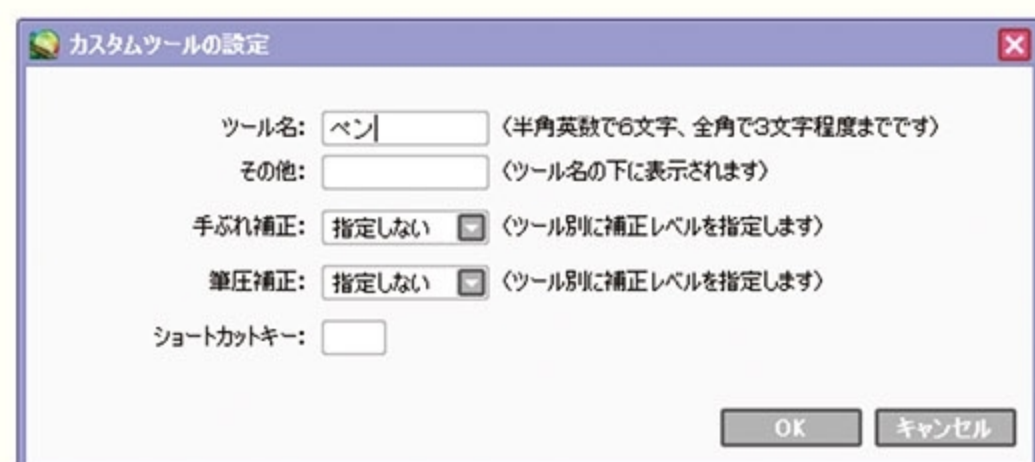 カスタムツールの設定
ツール名: ペン (半角英数で6文字、全角で3文字程度までです)
その他: (ツール名の下に表示されます)
手ぶれ補正: 指定しない (ツール別に補正レベルを指定します)
筆圧補正: 指定しない (ツール別に補正レベルを指定します)
ショートカットキー:
OK キャンセル